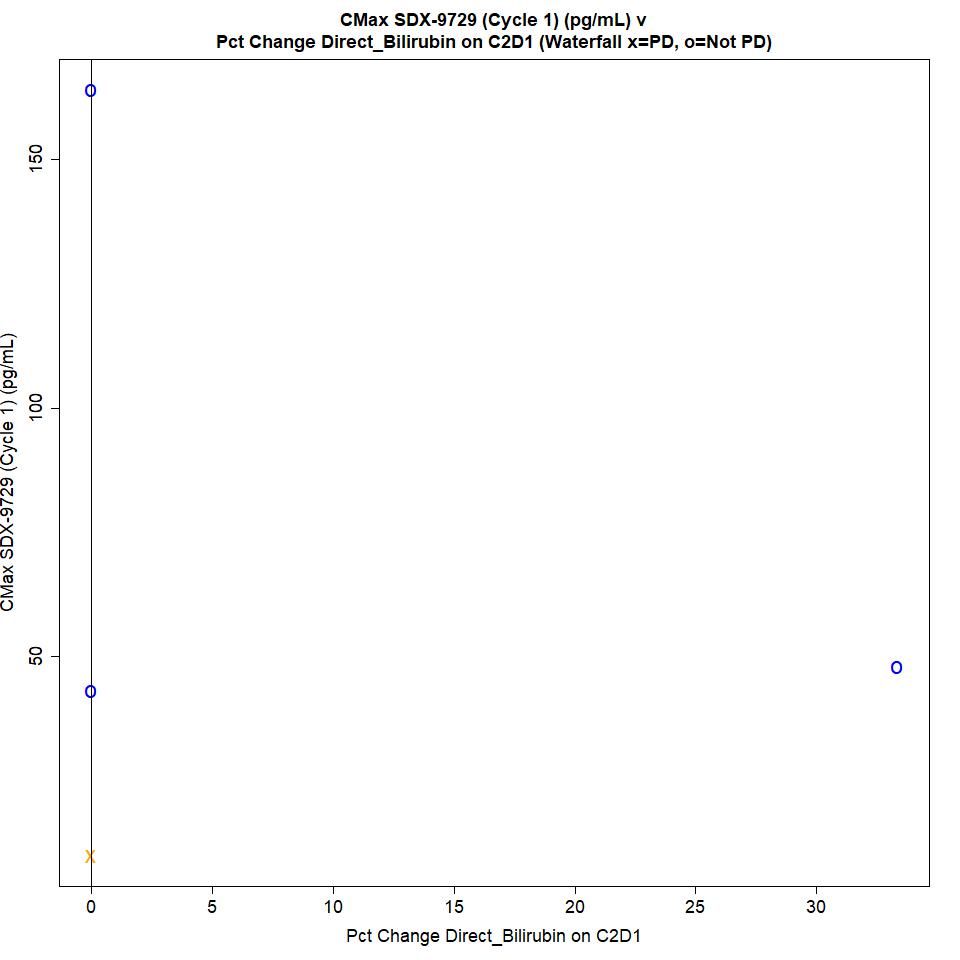 CMax SDX-9729 (Cycle 1) (pg/mL) v
Pct Change Direct_Bilirubin on C2D1 (Waterfall x=PD, o=Not PD)
CMax SDX-9729 (Cycle 1) (pg/mL)
150
100
50
o
o
o
x
0 5 10 15 20 25 30
Pct Change Direct_Bilirubin on C2D1